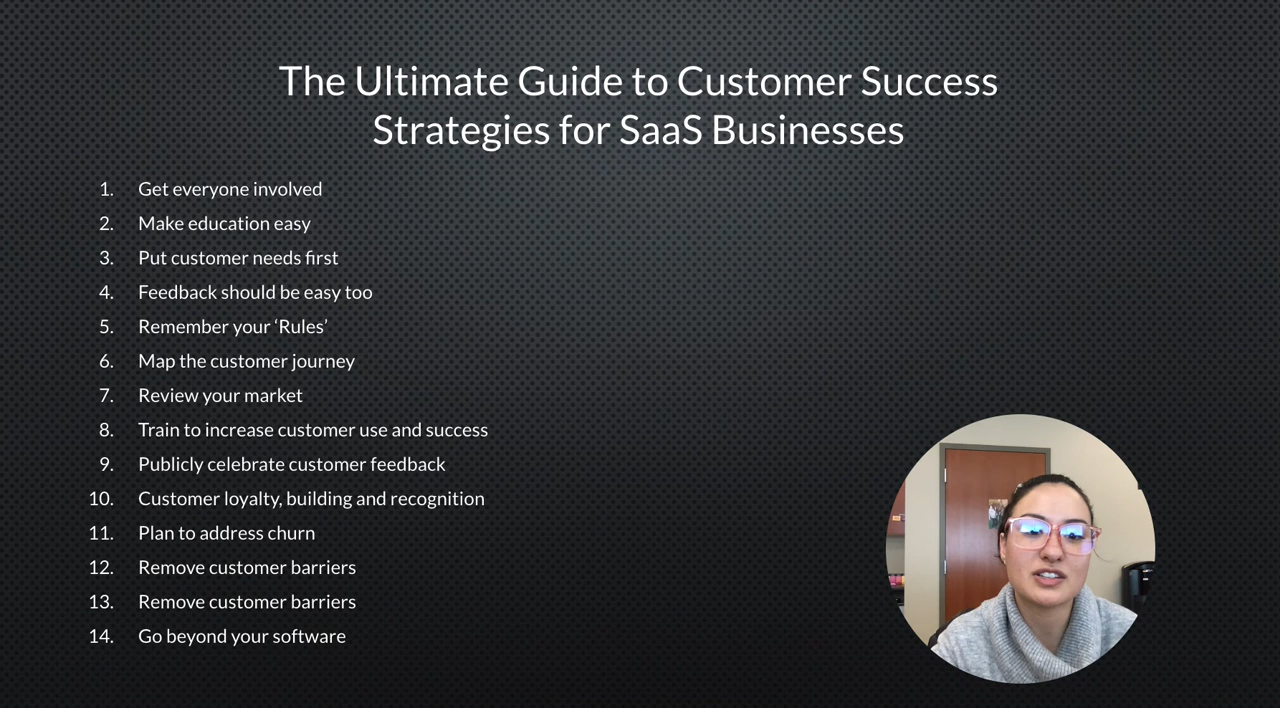 The Ultimate Guide to Customer Success
Strategies for SaaS Businesses
1. Get everyone involved
2. Make education easy
3. Put customer needs first
4. Feedback should be easy too
5. Remember your ‘Rules’
6. Map the customer journey
7. Review your market
8. Train to increase customer use and success
9. Publicly celebrate customer feedback
10. Customer loyalty, building and recognition
11. Plan to address churn
12. Remove customer barriers
13. Remove customer barriers
14. Go beyond your software